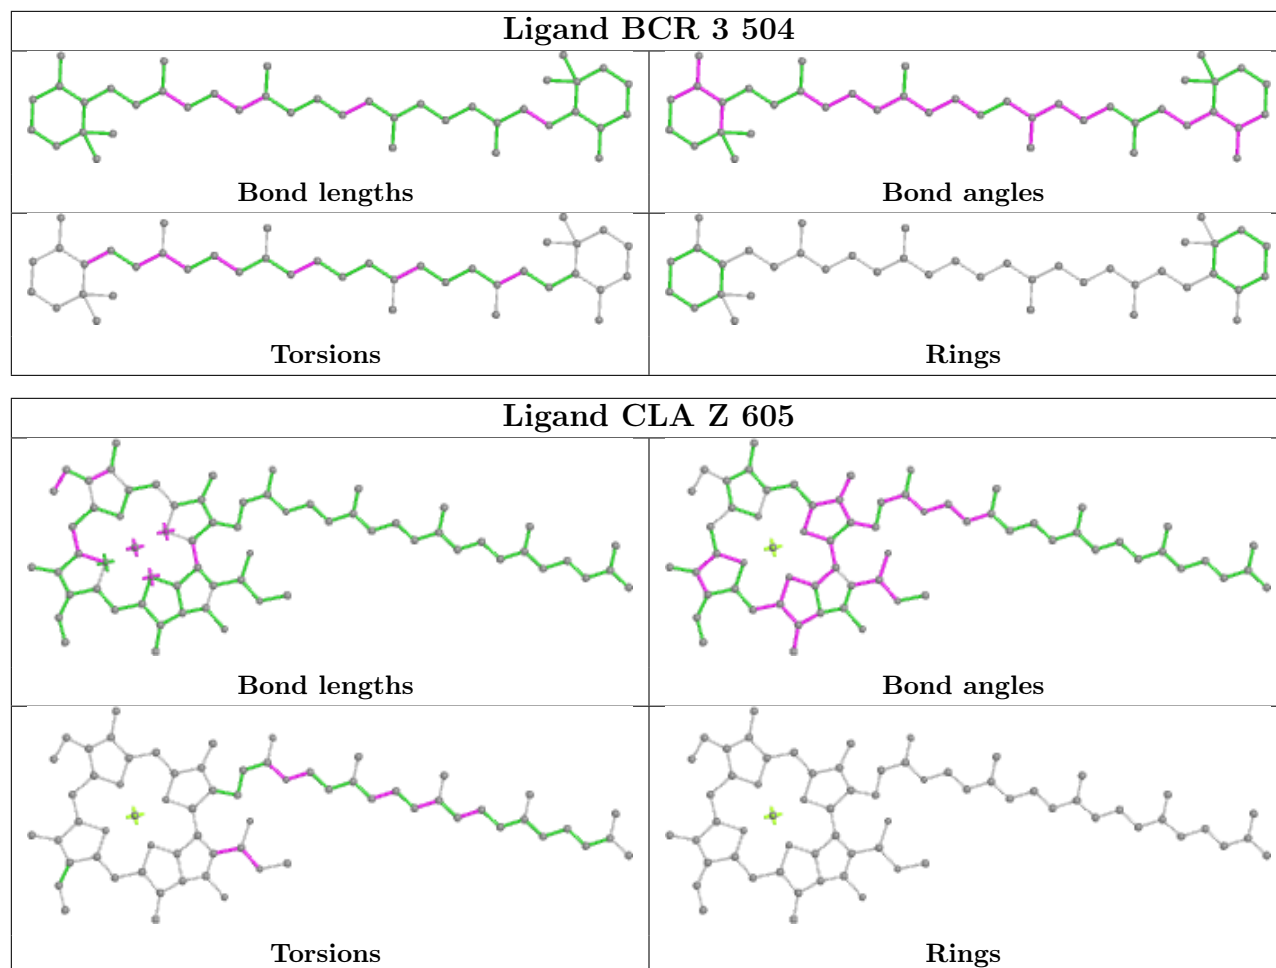 Ligand BCR 3 504
Bond lengths
Bond angles
Torsions
Rings
Ligand CLA Z 605
Bond lengths
Bond angles
Torsions
Rings